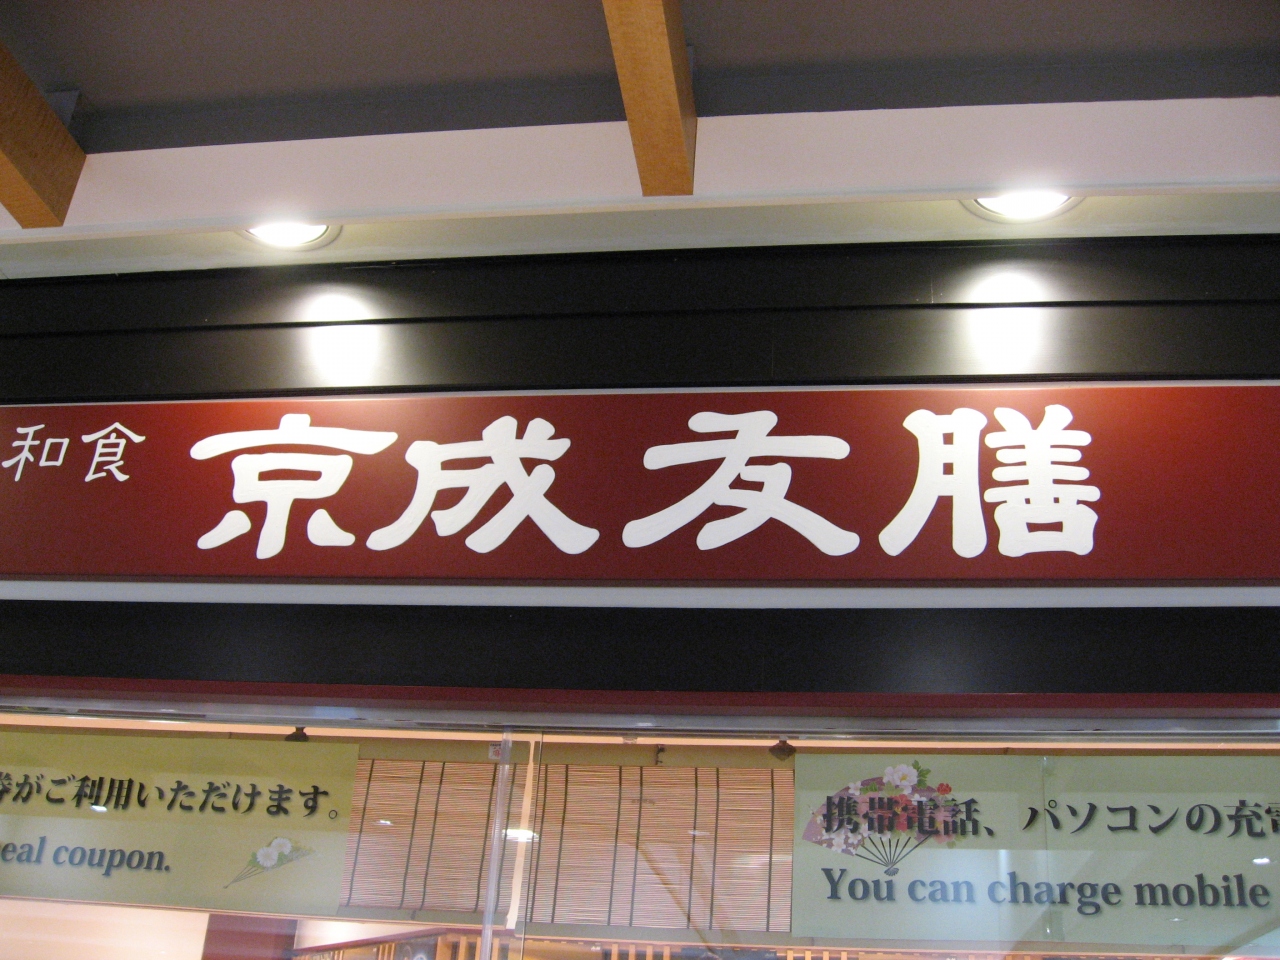 和食 京成友膳
券がご利用いただけます。
eal coupon.
携帯電話、パソコンの充電
You can charge mobile